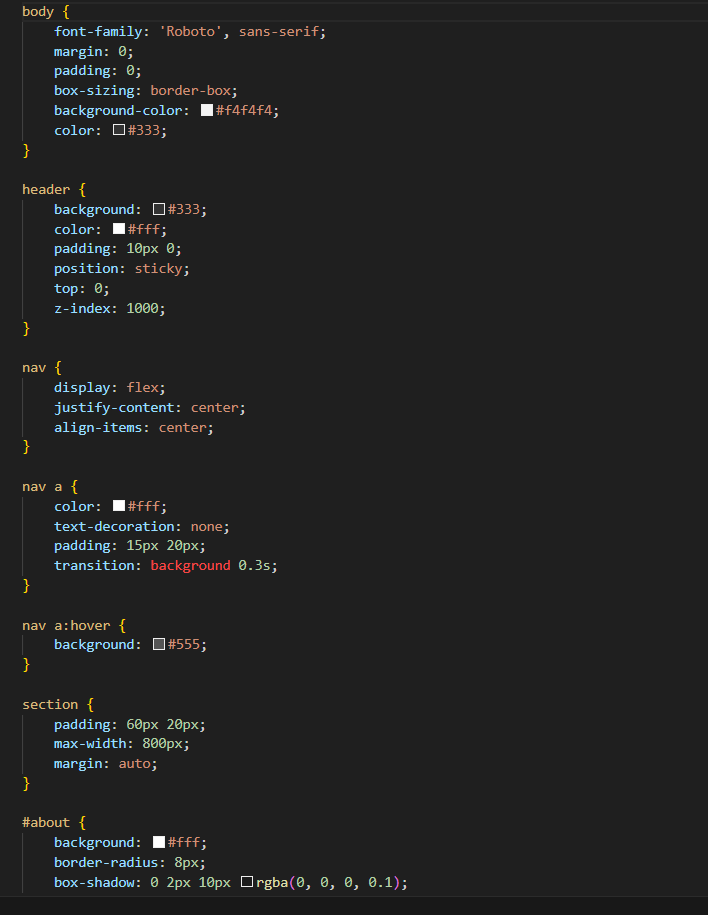 body {
    font-family: 'Roboto', sans-serif;
    margin: 0;
    padding: 0;
    box-sizing: border-box;
    background-color: #f4f4f4;
    color: #333;
}

header {
    background: #333;
    color: #fff;
    padding: 10px 0;
    position: sticky;
    top: 0;
    z-index: 1000;
}

nav {
    display: flex;
    justify-content: center;
    align-items: center;
}

nav a {
    color: #fff;
    text-decoration: none;
    padding: 15px 20px;
    transition: background 0.3s;
}

nav a:hover {
    background: #555;
}

section {
    padding: 60px 20px;
    max-width: 800px;
    margin: auto;
}

#about {
    background: #fff;
    border-radius: 8px;
    box-shadow: 0 2px 10px rgba(0, 0, 0, 0.1);